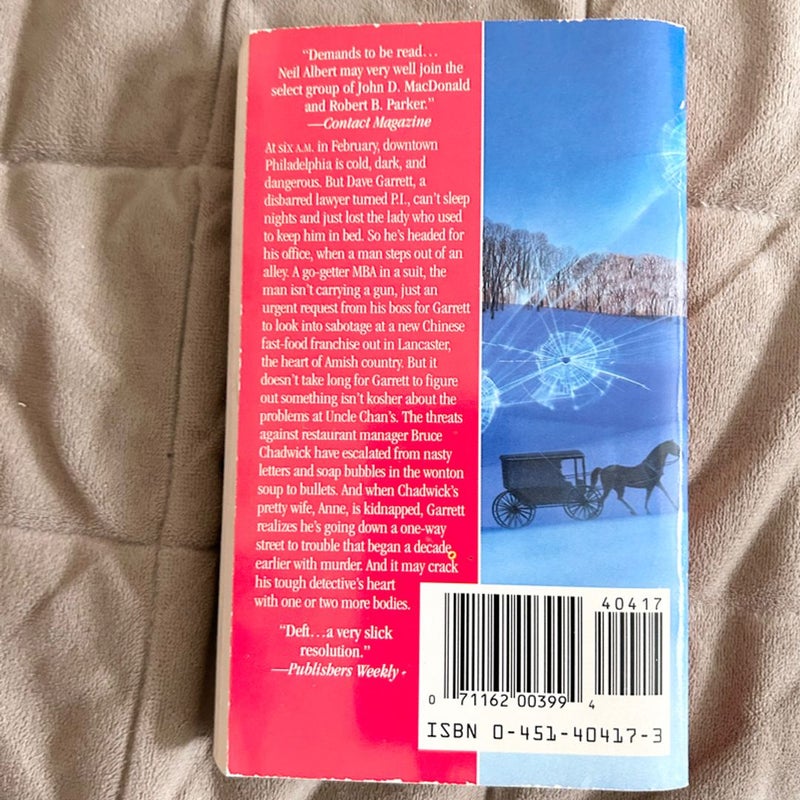 “Demands to be read...
Neil Albert may very well join the
select group of John D. MacDonald
and Robert B. Parker.”
—Contact Magazine
At six A.M. in February, downtown
Philadelphia is cold, dark, and
dangerous. But Dave Garrett, a
disbarred lawyer turned P.I., can’t sleep
nights and just lost the lady who used
to keep him in bed. So he’s headed for
his office, when a man steps out of an
alley. A go-getter MBA in a suit, the
man isn’t carrying a gun, just an
urgent request from his boss for Garrett
to look into sabotage at a new Chinese
fast-food franchise out in Lancaster,
the heart of Amish country. But it
doesn’t take long for Garrett to figure
out something isn’t kosher about the
problems at Uncle Chan’s. The threats
against restaurant manager Bruce
Chadwick have escalated from nasty
letters and soap bubbles in the wonton
soup to bullets. And when Chadwick’s
pretty wife, Anne, is kidnapped, Garrett
realizes he’s going down a one-way
street to trouble that began a decade
earlier with murder. And it may crack
his tough detective’s heart
with one or two more bodies.
“Deft...a very slick
resolution.”
—Publishers Weekly
40417
0 71162 00399 4
ISBN 0-451-40417-3